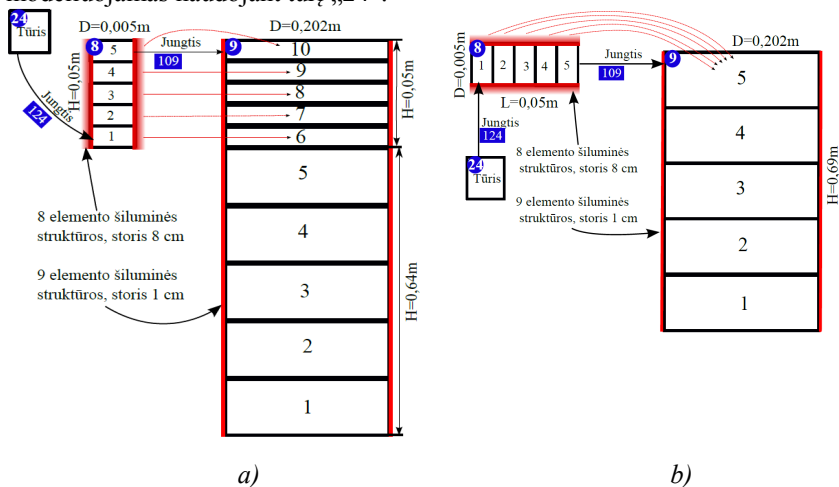 modeliuojamas naudojant tūrį „24“.
24
Tūris
Jungtis
124
D=0,005m
8
5
4
3
2
1
H=0,05m
Jungtis
109
D=0,202m
9
10
9
8
7
6
5
4
3
2
1
H=0,05m
H=0,64m
8 elemento šiluminės
struktūros, storis 8 cm
9 elemento šiluminės
struktūros, storis 1 cm
a)
D=0,005m
8
1 2 3 4 5
L=0,05m
Jungtis
109
Jungtis
124
24
Tūris
8 elemento šiluminės
struktūros, storis 8 cm
9 elemento šiluminės
struktūros, storis 1 cm
D=0,202m
9
5
4
3
2
1
H=0,69m
b)